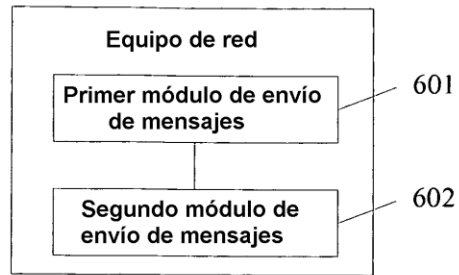 Equipo de red
Primer módulo de envío
de mensajes
601
Segundo módulo de
envío de mensajes
602